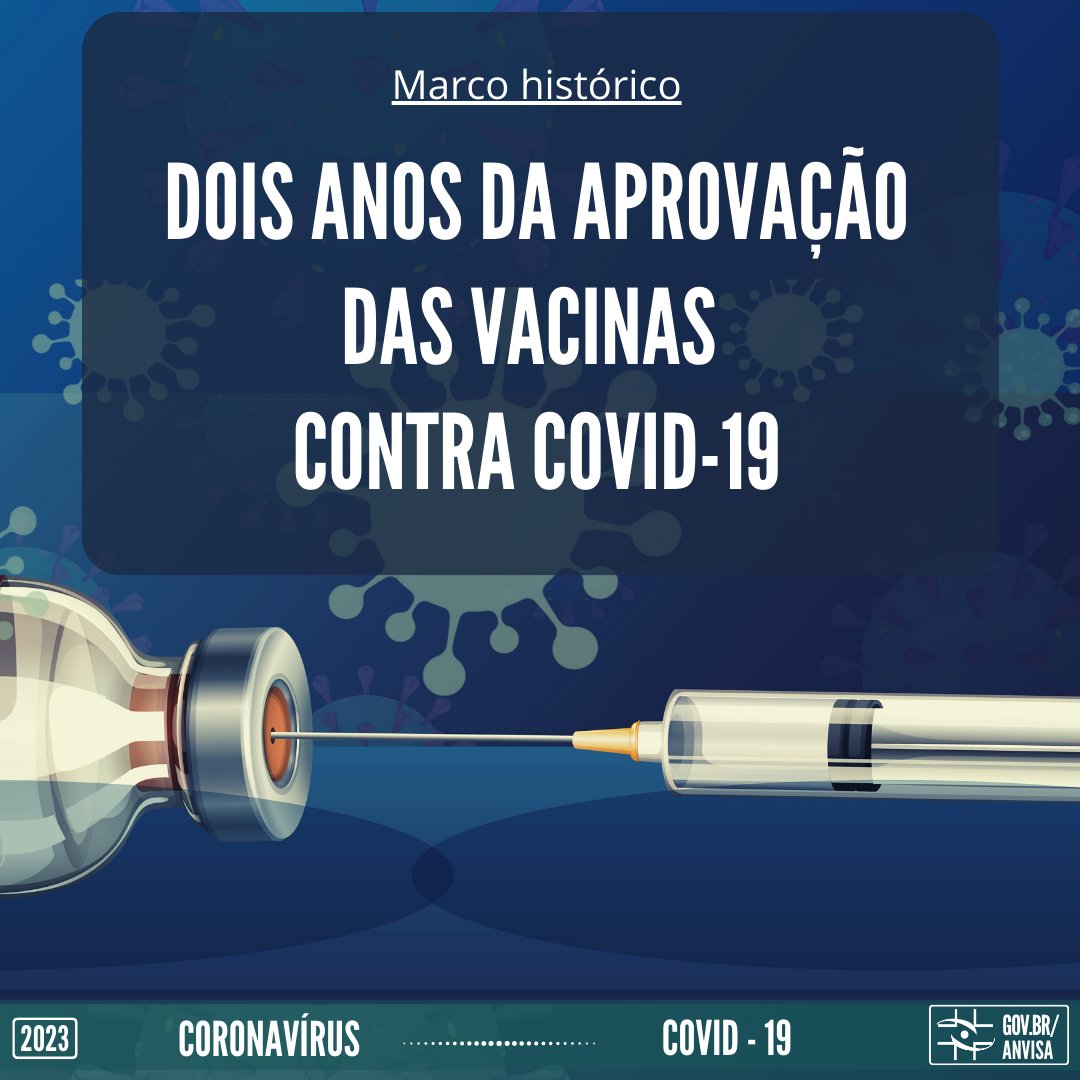 Marco histórico
DOIS ANOS DA APROVAÇÃO
DAS VACINAS
CONTRA COVID-19
2023
CORONAVÍRUS
COVID - 19
GOV.BR/
ANVISA